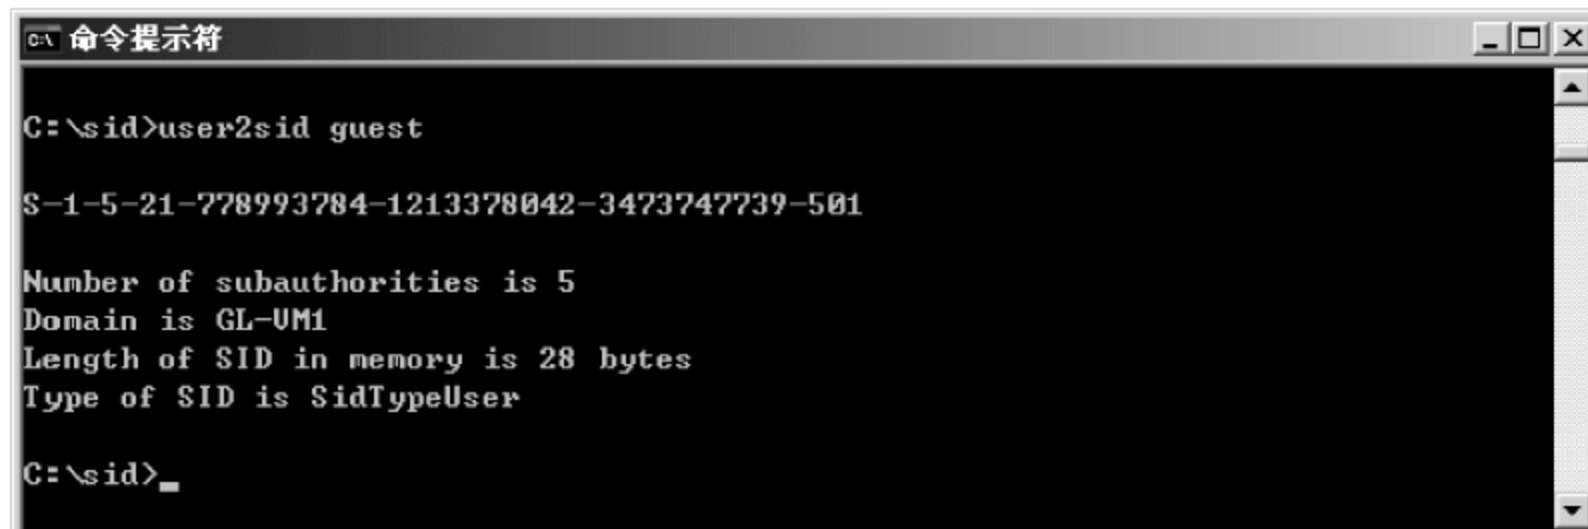 命令提示符
C:\sid>user2sid guest
S-1-5-21-778993784-1213378042-3473747739-501
Number of subauthorities is 5
Domain is GL-VM1
Length of SID in memory is 28 bytes
Type of SID is SidTypeUser
C:\sid>_